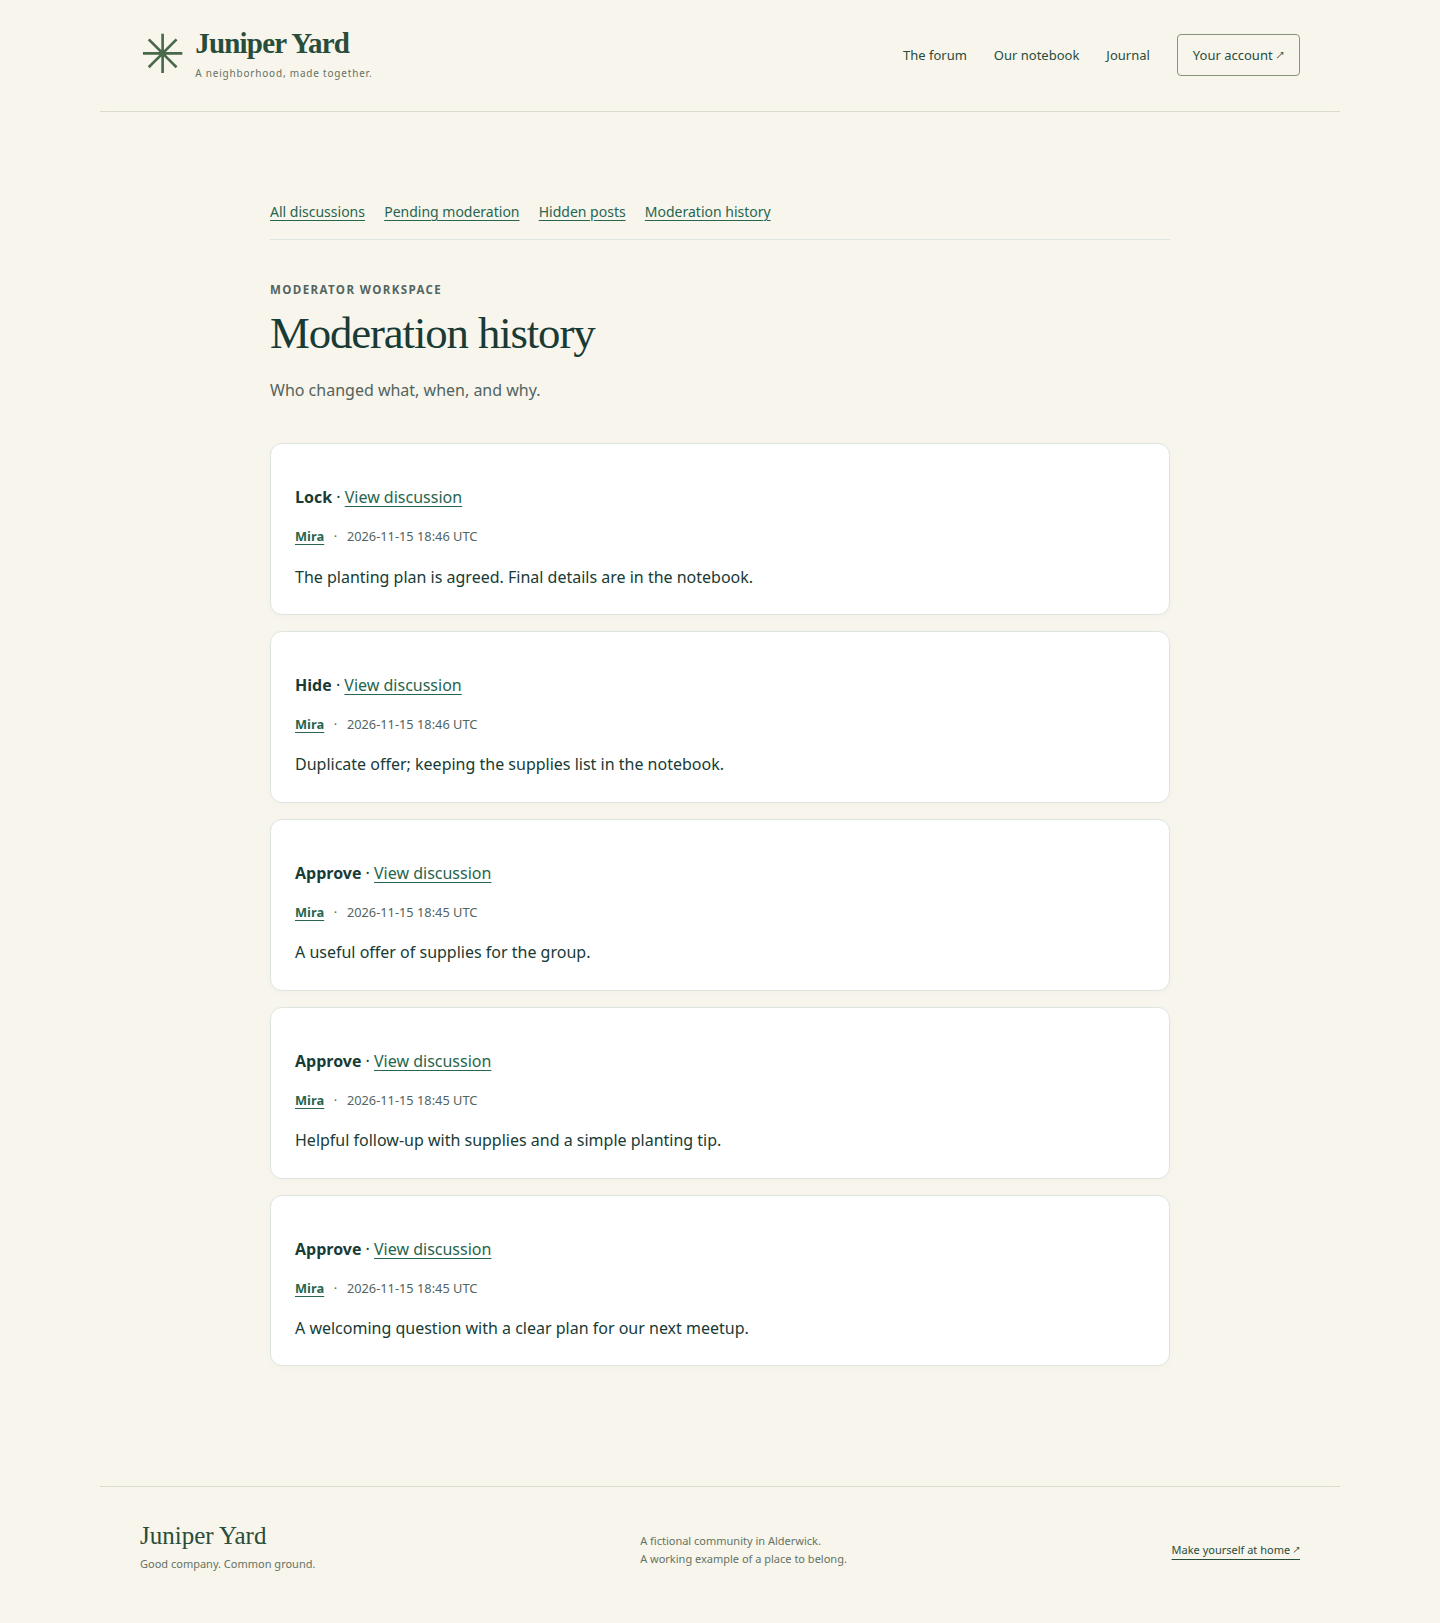 Juniper Yard
A neighborhood, made together.
The forum
Our notebook
Journal
Your account ↗
All discussions
Pending moderation
Hidden posts
Moderation history
MODERATOR WORKSPACE
Moderation history
Who changed what, when, and why.
Lock · View discussion
Mira · 2026-11-15 18:46 UTC
The planting plan is agreed. Final details are in the notebook.
Hide · View discussion
Mira · 2026-11-15 18:46 UTC
Duplicate offer; keeping the supplies list in the notebook.
Approve · View discussion
Mira · 2026-11-15 18:45 UTC
A useful offer of supplies for the group.
Approve · View discussion
Mira · 2026-11-15 18:45 UTC
Helpful follow-up with supplies and a simple planting tip.
Approve · View discussion
Mira · 2026-11-15 18:45 UTC
A welcoming question with a clear plan for our next meetup.
Juniper Yard
Good company. Common ground.
A fictional community in Alderwick.
A working example of a place to belong.
Make yourself at home ↗